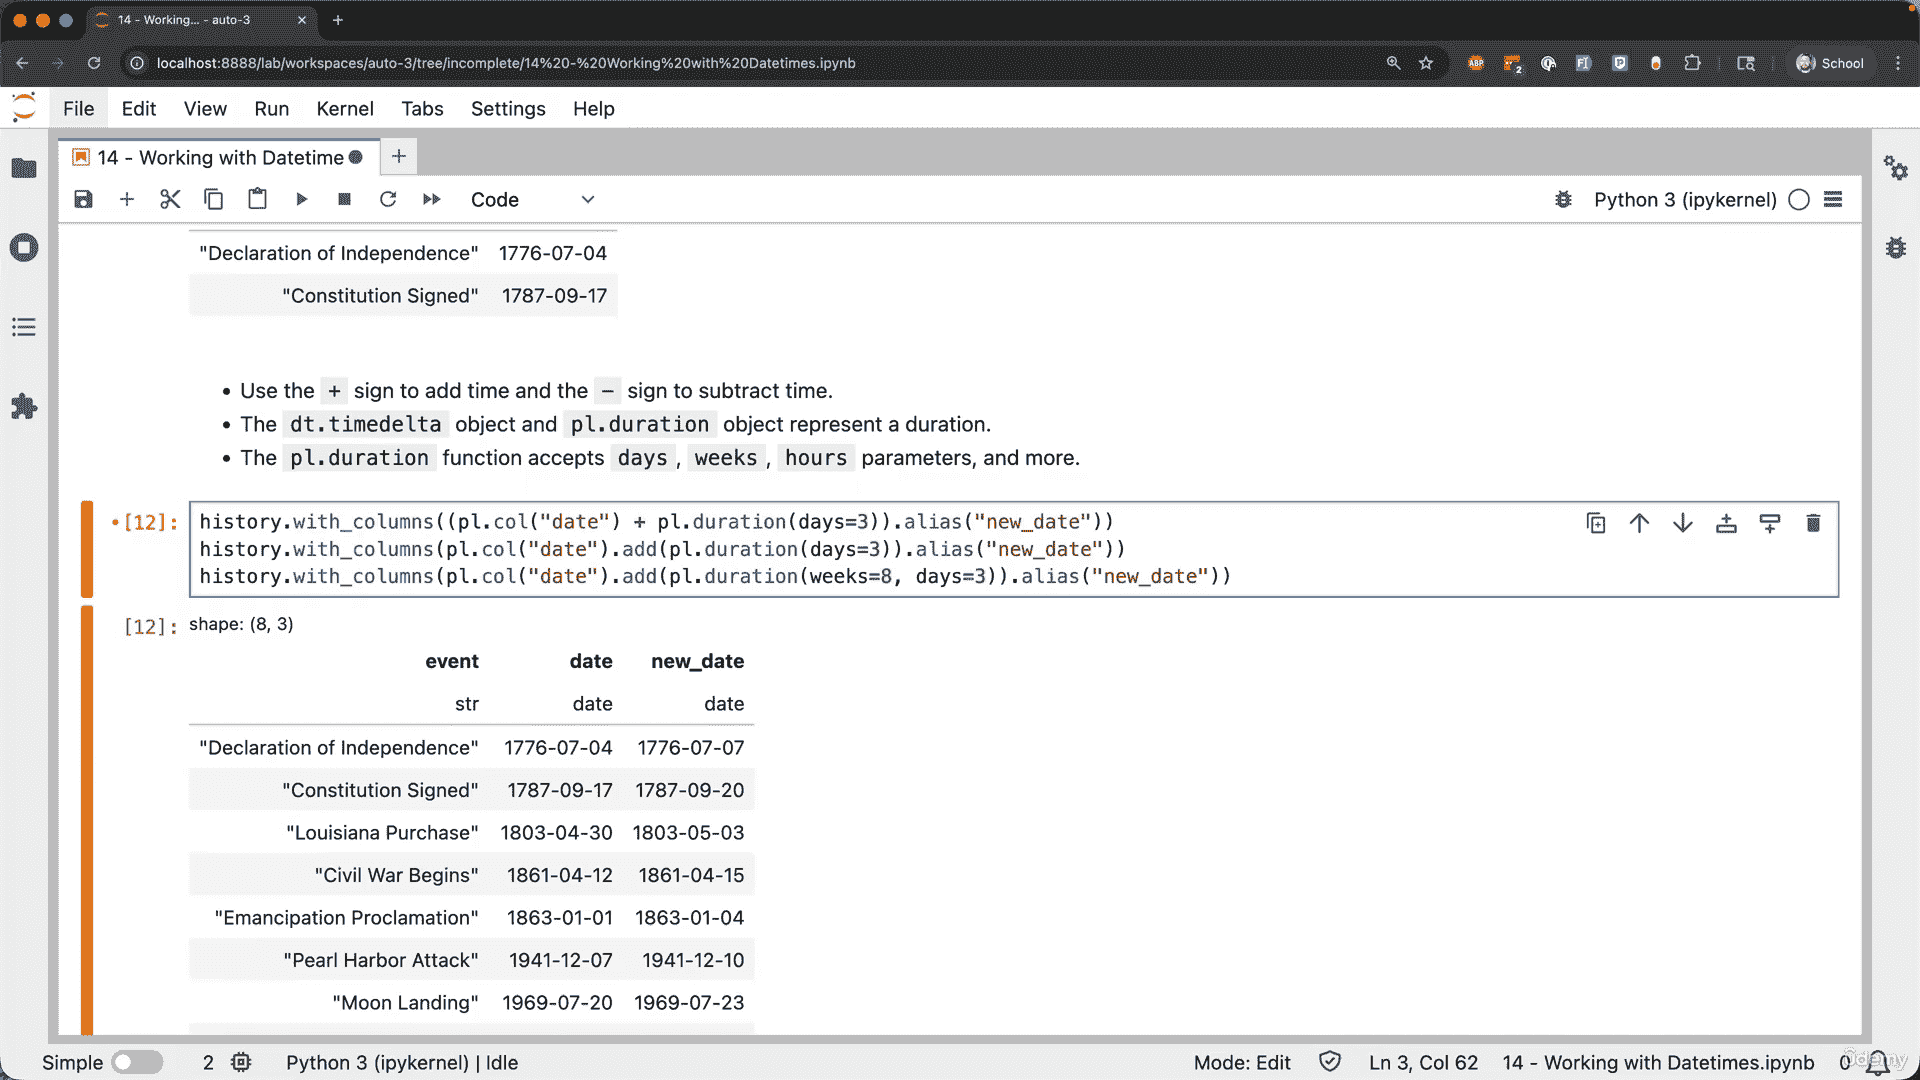 14 - Working... - auto-3
localhost:8888/lab/workspaces/auto-3/tree/incomplete/14%20-%20Working%20with%20Datetimes.ipynb
ABP
2
School
File Edit View Run Kernel Tabs Settings Help
14 - Working with Datetime
Code
Python 3 (ipykernel)
"Declaration of Independence" 1776-07-04
"Constitution Signed" 1787-09-17
• Use the + sign to add time and the - sign to subtract time.
• The dt.timedelta object and pl.duration object represent a duration.
• The pl.duration function accepts days, weeks, hours parameters, and more.
[12]: history.with_columns((pl.col("date") + pl.duration(days=3)).alias("new_date"))
history.with_columns(pl.col("date").add(pl.duration(days=3)).alias("new_date"))
history.with_columns(pl.col("date").add(pl.duration(weeks=8, days=3)).alias("new_date"))
[12]: shape: (8, 3)
event date new_date
str date date
"Declaration of Independence" 1776-07-04 1776-07-07
"Constitution Signed" 1787-09-17 1787-09-20
"Louisiana Purchase" 1803-04-30 1803-05-03
"Civil War Begins" 1861-04-12 1861-04-15
"Emancipation Proclamation" 1863-01-01 1863-01-04
"Pearl Harbor Attack" 1941-12-07 1941-12-10
"Moon Landing" 1969-07-20 1969-07-23
Simple 2 Python 3 (ipykernel) | Idle Mode: Edit Ln 3, Col 62 14 - Working with Datetimes.ipynb 0
udemy